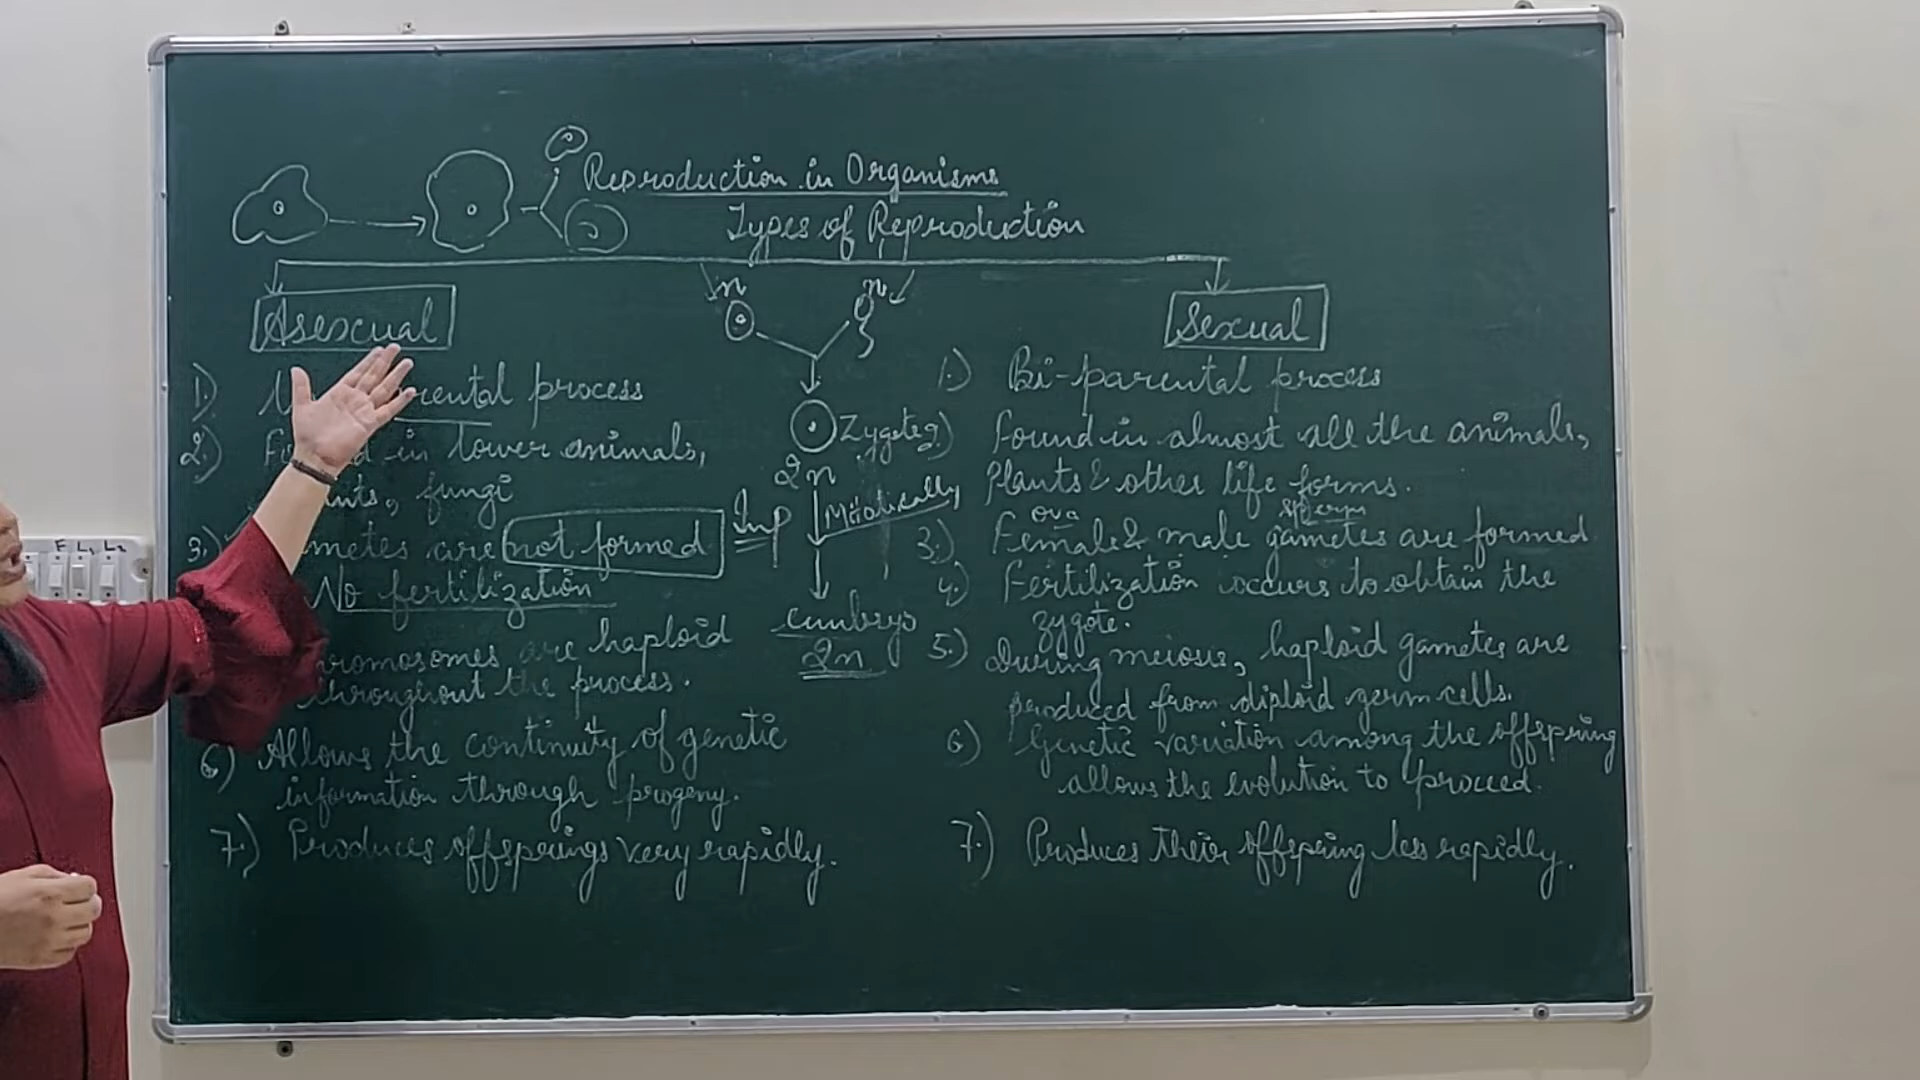 Reproduction in Organisms
Types of Reproduction
Asexual
1.) parental process
2.) Found in lower animals,
plants, fungi
3.) Gametes are not formed Imp
No fertilization
Chromosomes are haploid
throughout the process.
6.) Allows the continuity of genetic
information through progeny.
7.) Produces offsprings very rapidly.
n n
Zygote
2n
Mitotically
embryo
2n
Sexual
1.) Bi-parental process
2.) Found in almost all the animals,
Plants & other life forms.
ova sperm
3.) Female & male gametes are formed
4.) Fertilization occurs to obtain the
zygote.
5.) During meiosis, haploid gametes are
produced from diploid germ cells.
6.) Genetic variation among the offspring
allows the evolution to proceed.
7.) Produces their offspring less rapidly.
F L1 L2